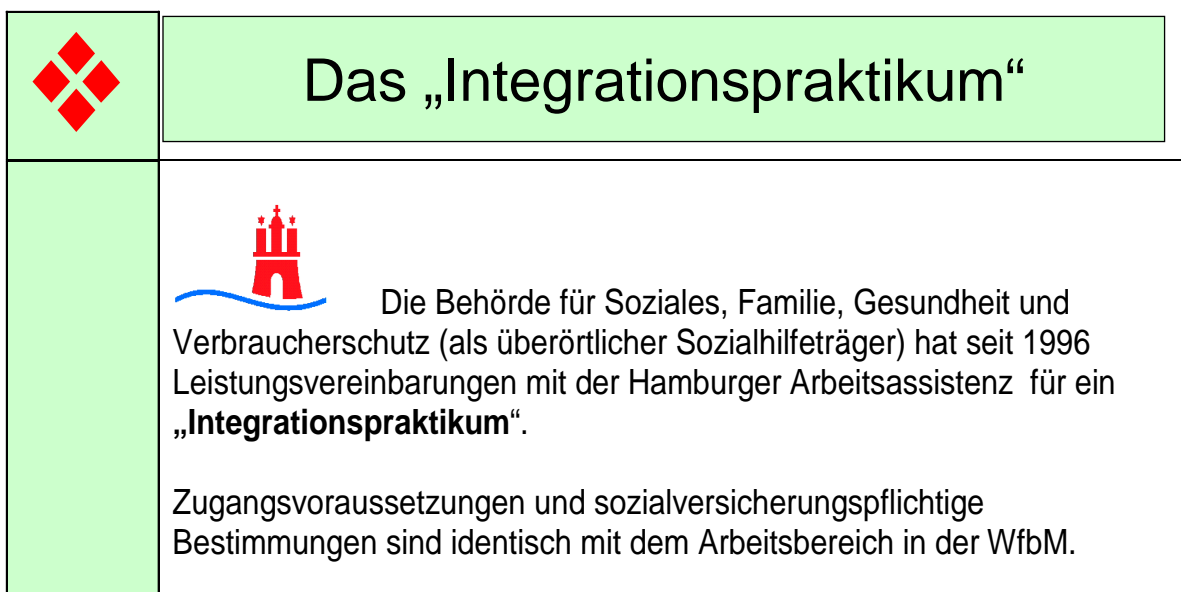 Das „Integrationspraktikum“
Die Behörde für Soziales, Familie, Gesundheit und
Verbraucherschutz (als überörtlicher Sozialhilfeträger) hat seit 1996
Leistungsvereinbarungen mit der Hamburger Arbeitsassistenz für ein
„Integrationspraktikum“.
Zugangsvoraussetzungen und sozialversicherungspflichtige
Bestimmungen sind identisch mit dem Arbeitsbereich in der WfbM.